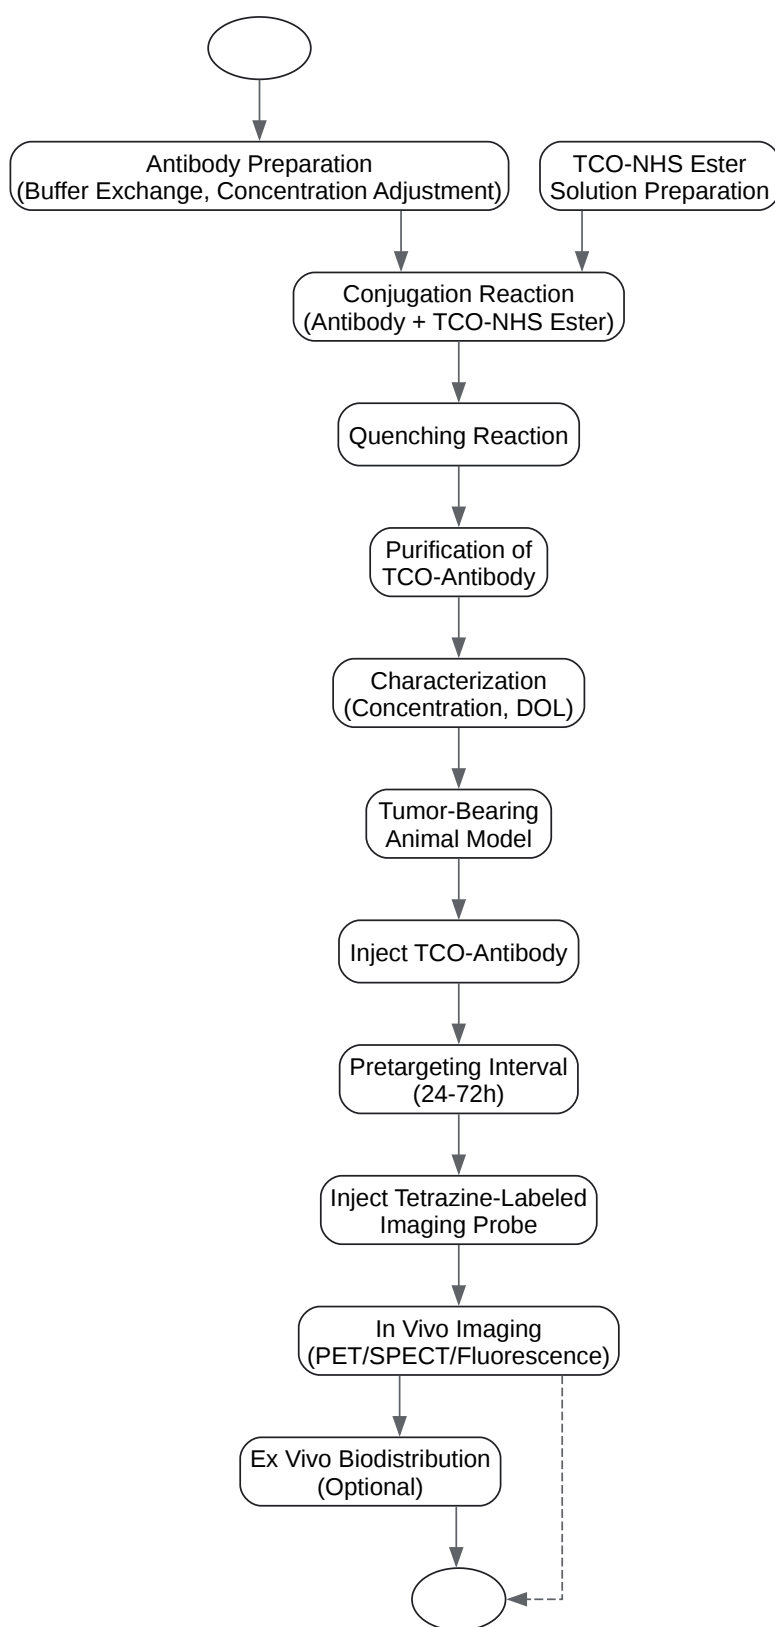 Antibody Preparation
(Buffer Exchange, Concentration Adjustment)
TCO-NHS Ester
Solution Preparation
Conjugation Reaction
(Antibody + TCO-NHS Ester)
Quenching Reaction
Purification of
TCO-Antibody
Characterization
(Concentration, DOL)
Tumor-Bearing
Animal Model
Inject TCO-Antibody
Pretargeting Interval
(24-72h)
Inject Tetrazine-Labeled
Imaging Probe
In Vivo Imaging
(PET/SPECT/Fluorescence)
Ex Vivo Biodistribution
(Optional)